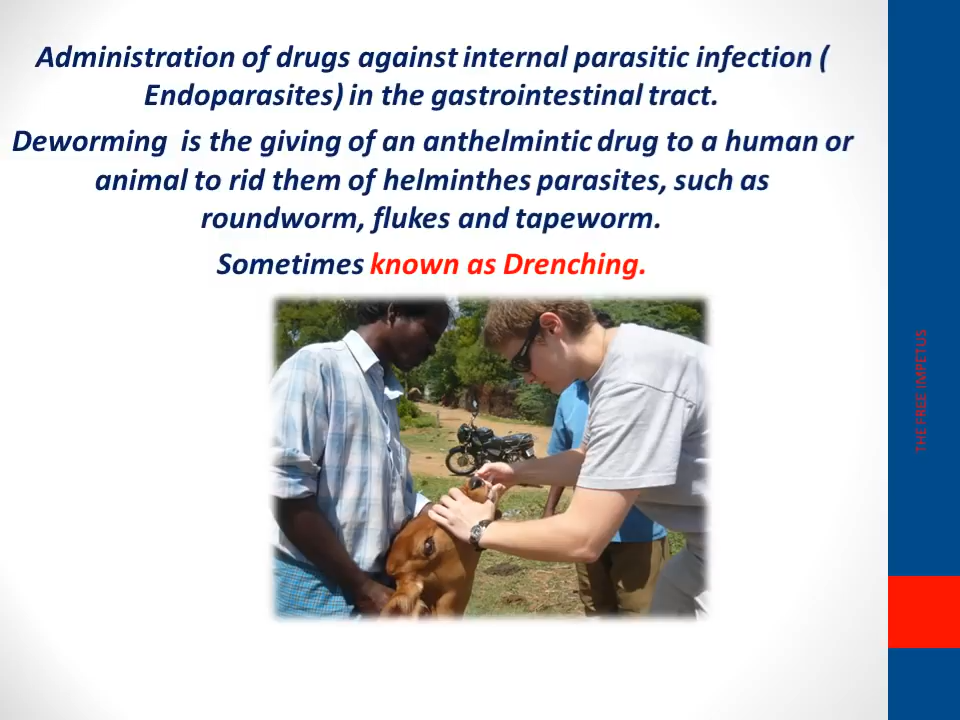 Administration of drugs against internal parasitic infection (
Endoparasites) in the gastrointestinal tract.
Deworming  is the giving of an anthelmintic drug to a human or
animal to rid them of helminthes parasites, such as
roundworm, flukes and tapeworm.
Sometimes known as Drenching.
THE FREE IMPETUS